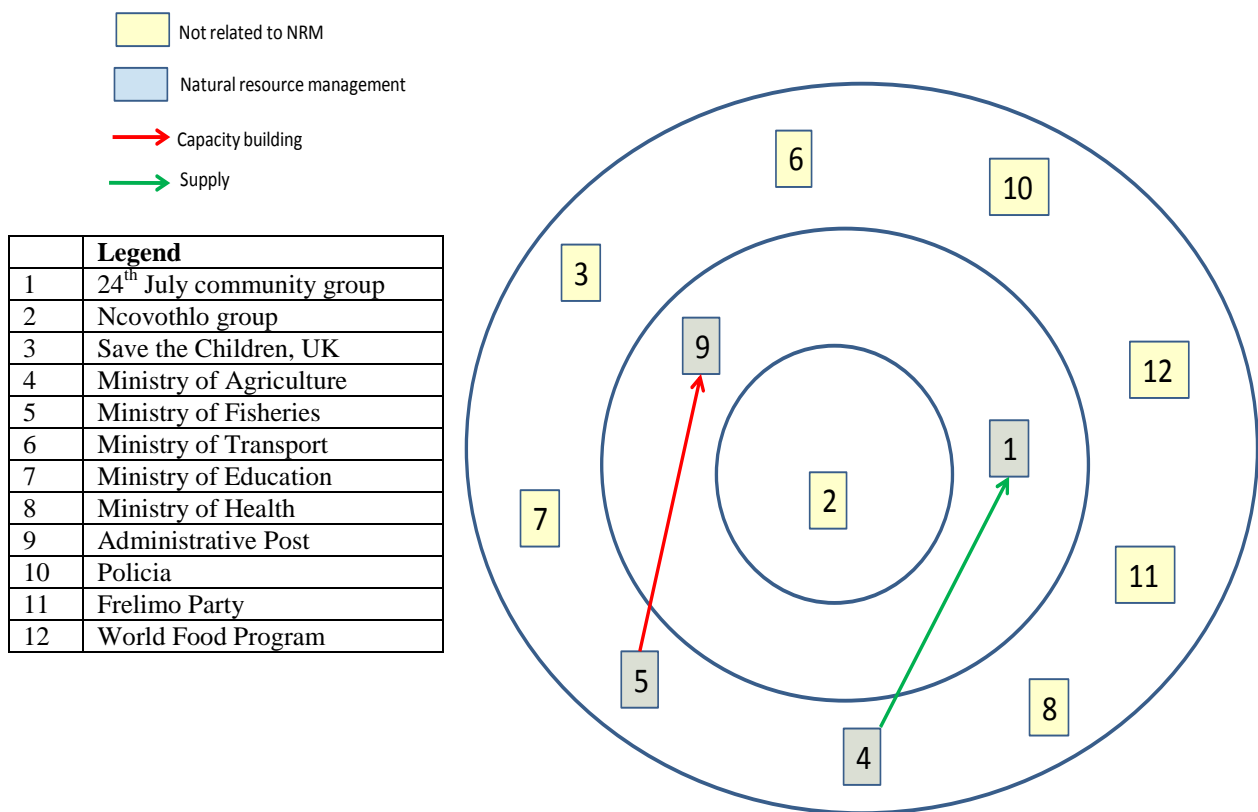 Not related to NRM
Natural resource management
Capacity building
Supply
Legend
1 24th July community group
2 Ncovothlo group
3 Save the Children, UK
4 Ministry of Agriculture
5 Ministry of Fisheries
6 Ministry of Transport
7 Ministry of Education
8 Ministry of Health
9 Administrative Post
10 Policia
11 Frelimo Party
12 World Food Program
6
10
3
9
12
1
2
7
11
5
8
4